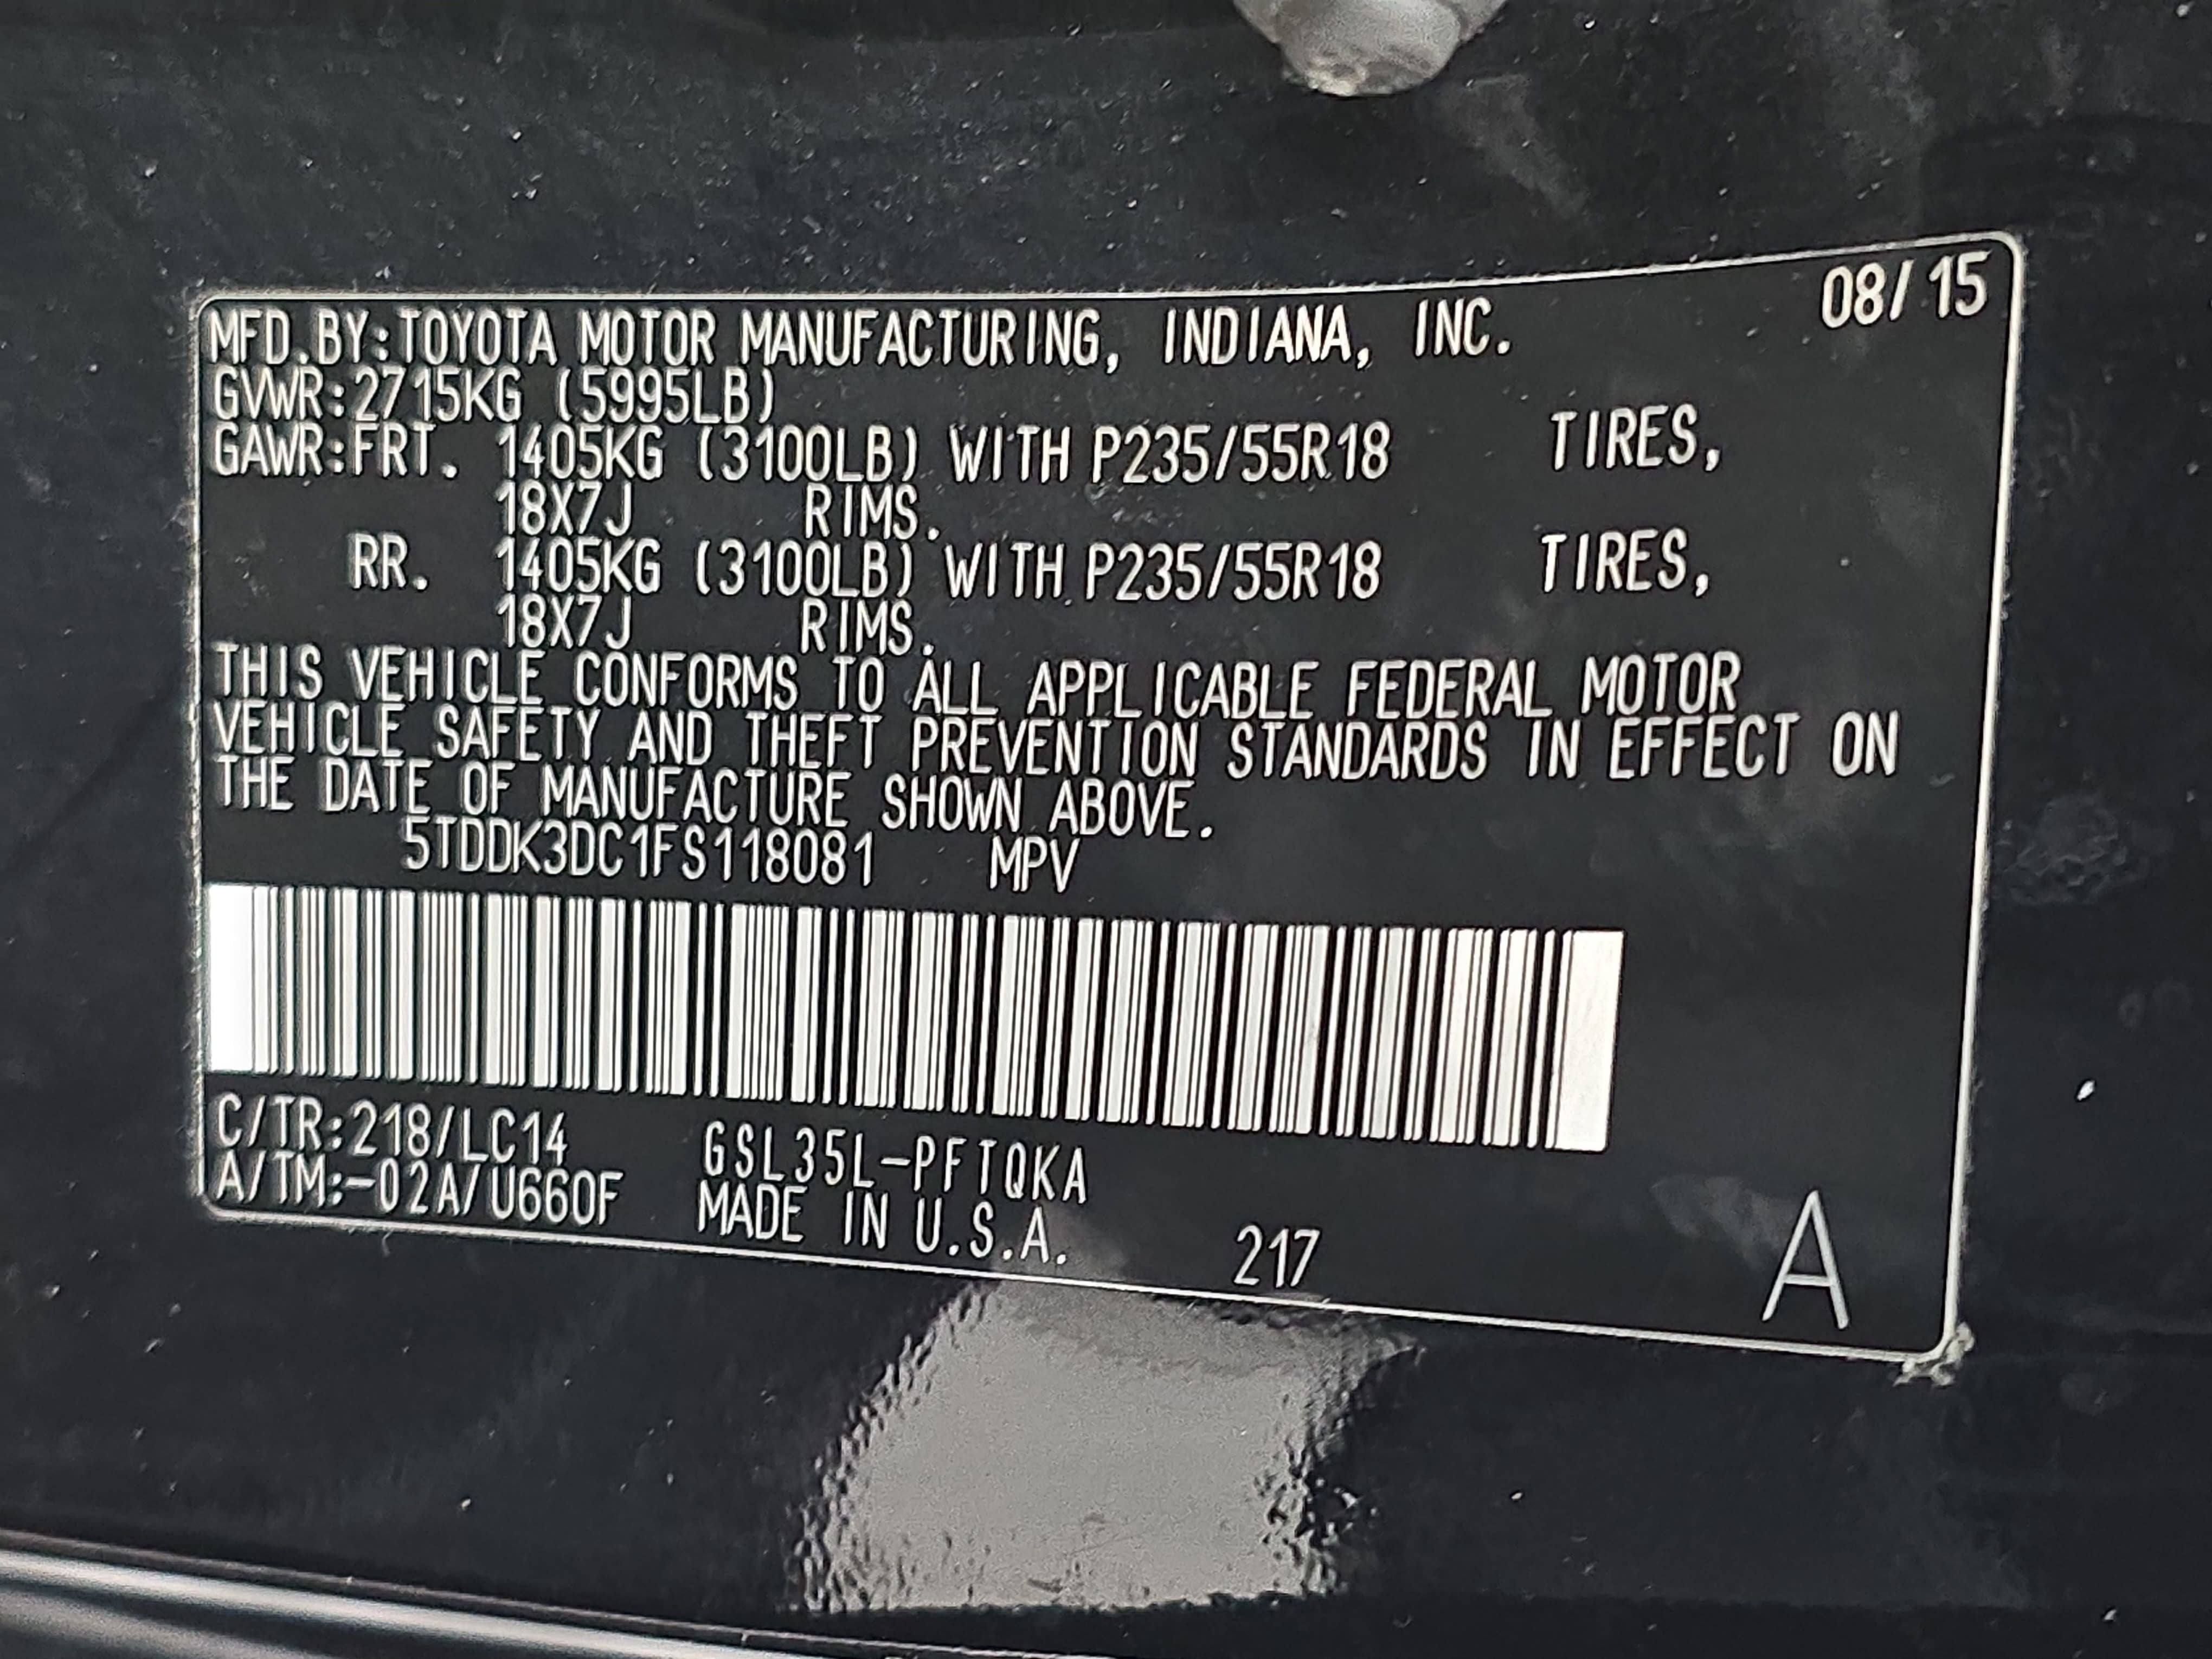 08/15
MFD.BY:TOYOTA MOTOR MANUFACTURING, INDIANA, INC.
GVWR:2715KG (5995LB)
GAWR:FRT. 1405KG (3100LB) WITH P235/55R18 TIRES,
18X7J RIMS.
RR. 1405KG (3100LB) WITH P235/55R18 TIRES,
18X7J RIMS.
THIS VEHICLE CONFORMS TO ALL APPLICABLE FEDERAL MOTOR
VEHICLE SAFETY AND THEFT PREVENTION STANDARDS IN EFFECT ON
THE DATE OF MANUFACTURE SHOWN ABOVE.
5TDDK3DC1FS118081 MPV
C/TR:218/LC14 GSL35L-PFTQKA
A/TM:-02A/U660F MADE IN U.S.A. 217
A